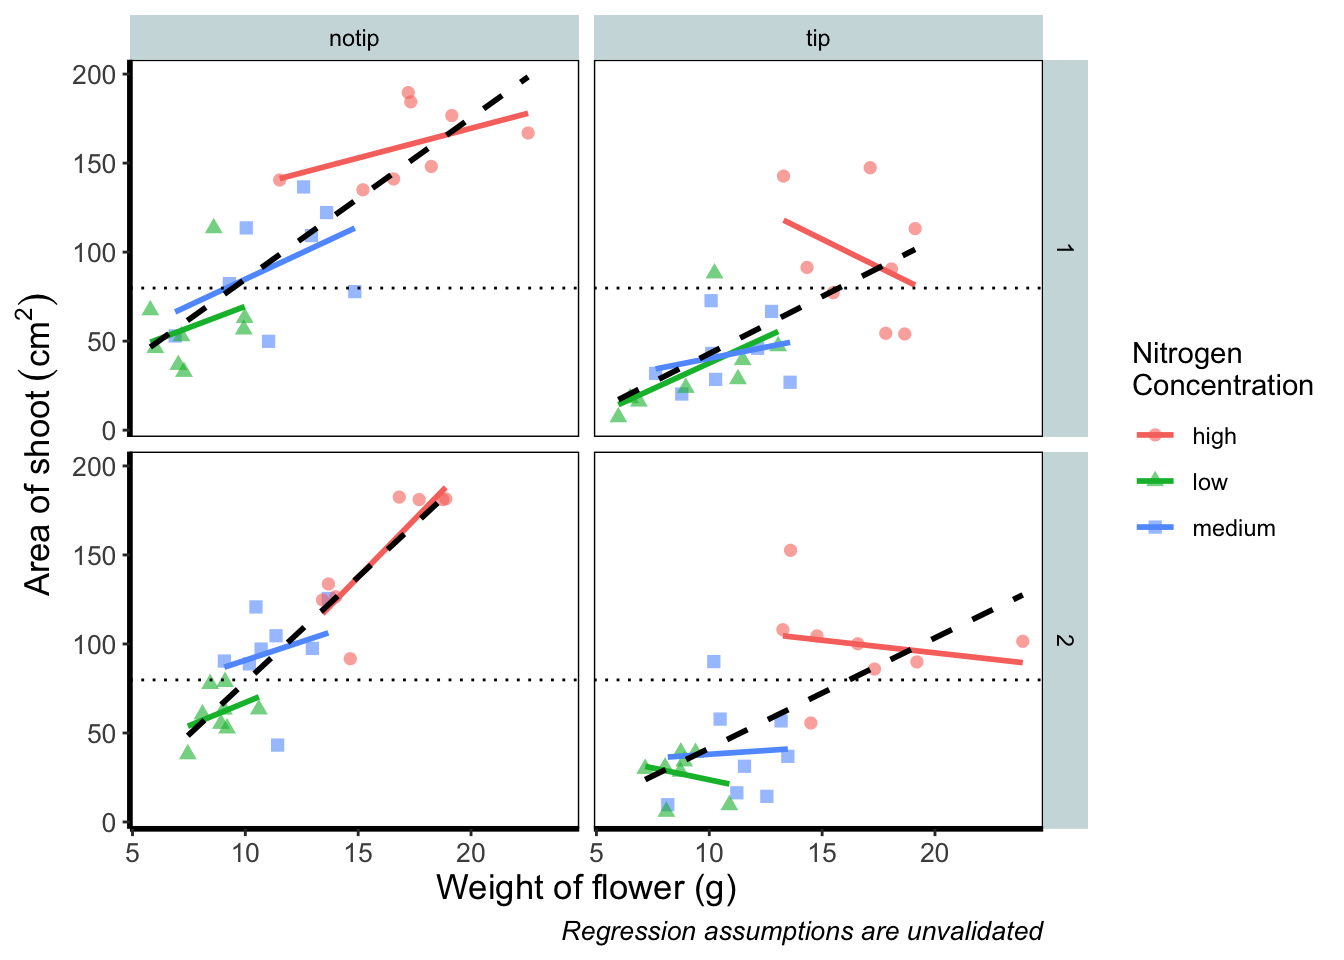 notip
tip
200
150
100
50
0
1
200
150
100
50
0
2
5
10
15
20
5
10
15
20
Area of shoot (cm²)
Weight of flower (g)
Regression assumptions are unvalidated
Nitrogen
Concentration
high
low
medium